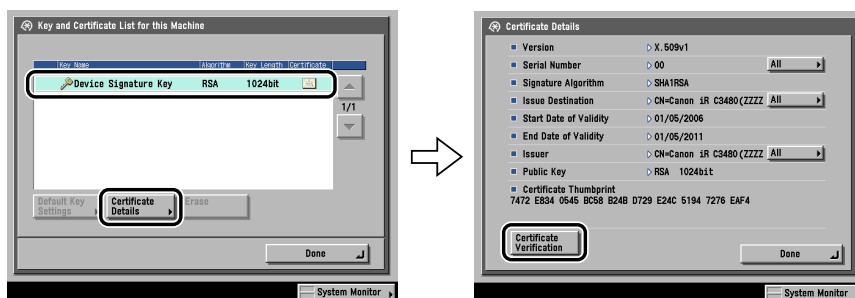 Key and Certificate List for this Machine
Key Name Algorithm Key Length Certificate
Device Signature Key RSA 1024bit
1/1
Default Key Settings
Certificate Details
Erase
Done
System Monitor
Certificate Details
Version X.509v1
Serial Number 00 All
Signature Algorithm SHA1RSA
Issue Destination CN=Canon iR C3480(ZZZZ All
Start Date of Validity 01/05/2006
End Date of Validity 01/05/2011
Issuer CN=Canon iR C3480(ZZZZ All
Public Key RSA 1024bit
Certificate Thumbprint
7472 E834 0545 BC58 B24B D729 E24C 5194 7276 EAF4
Certificate Verification
Done
System Monitor